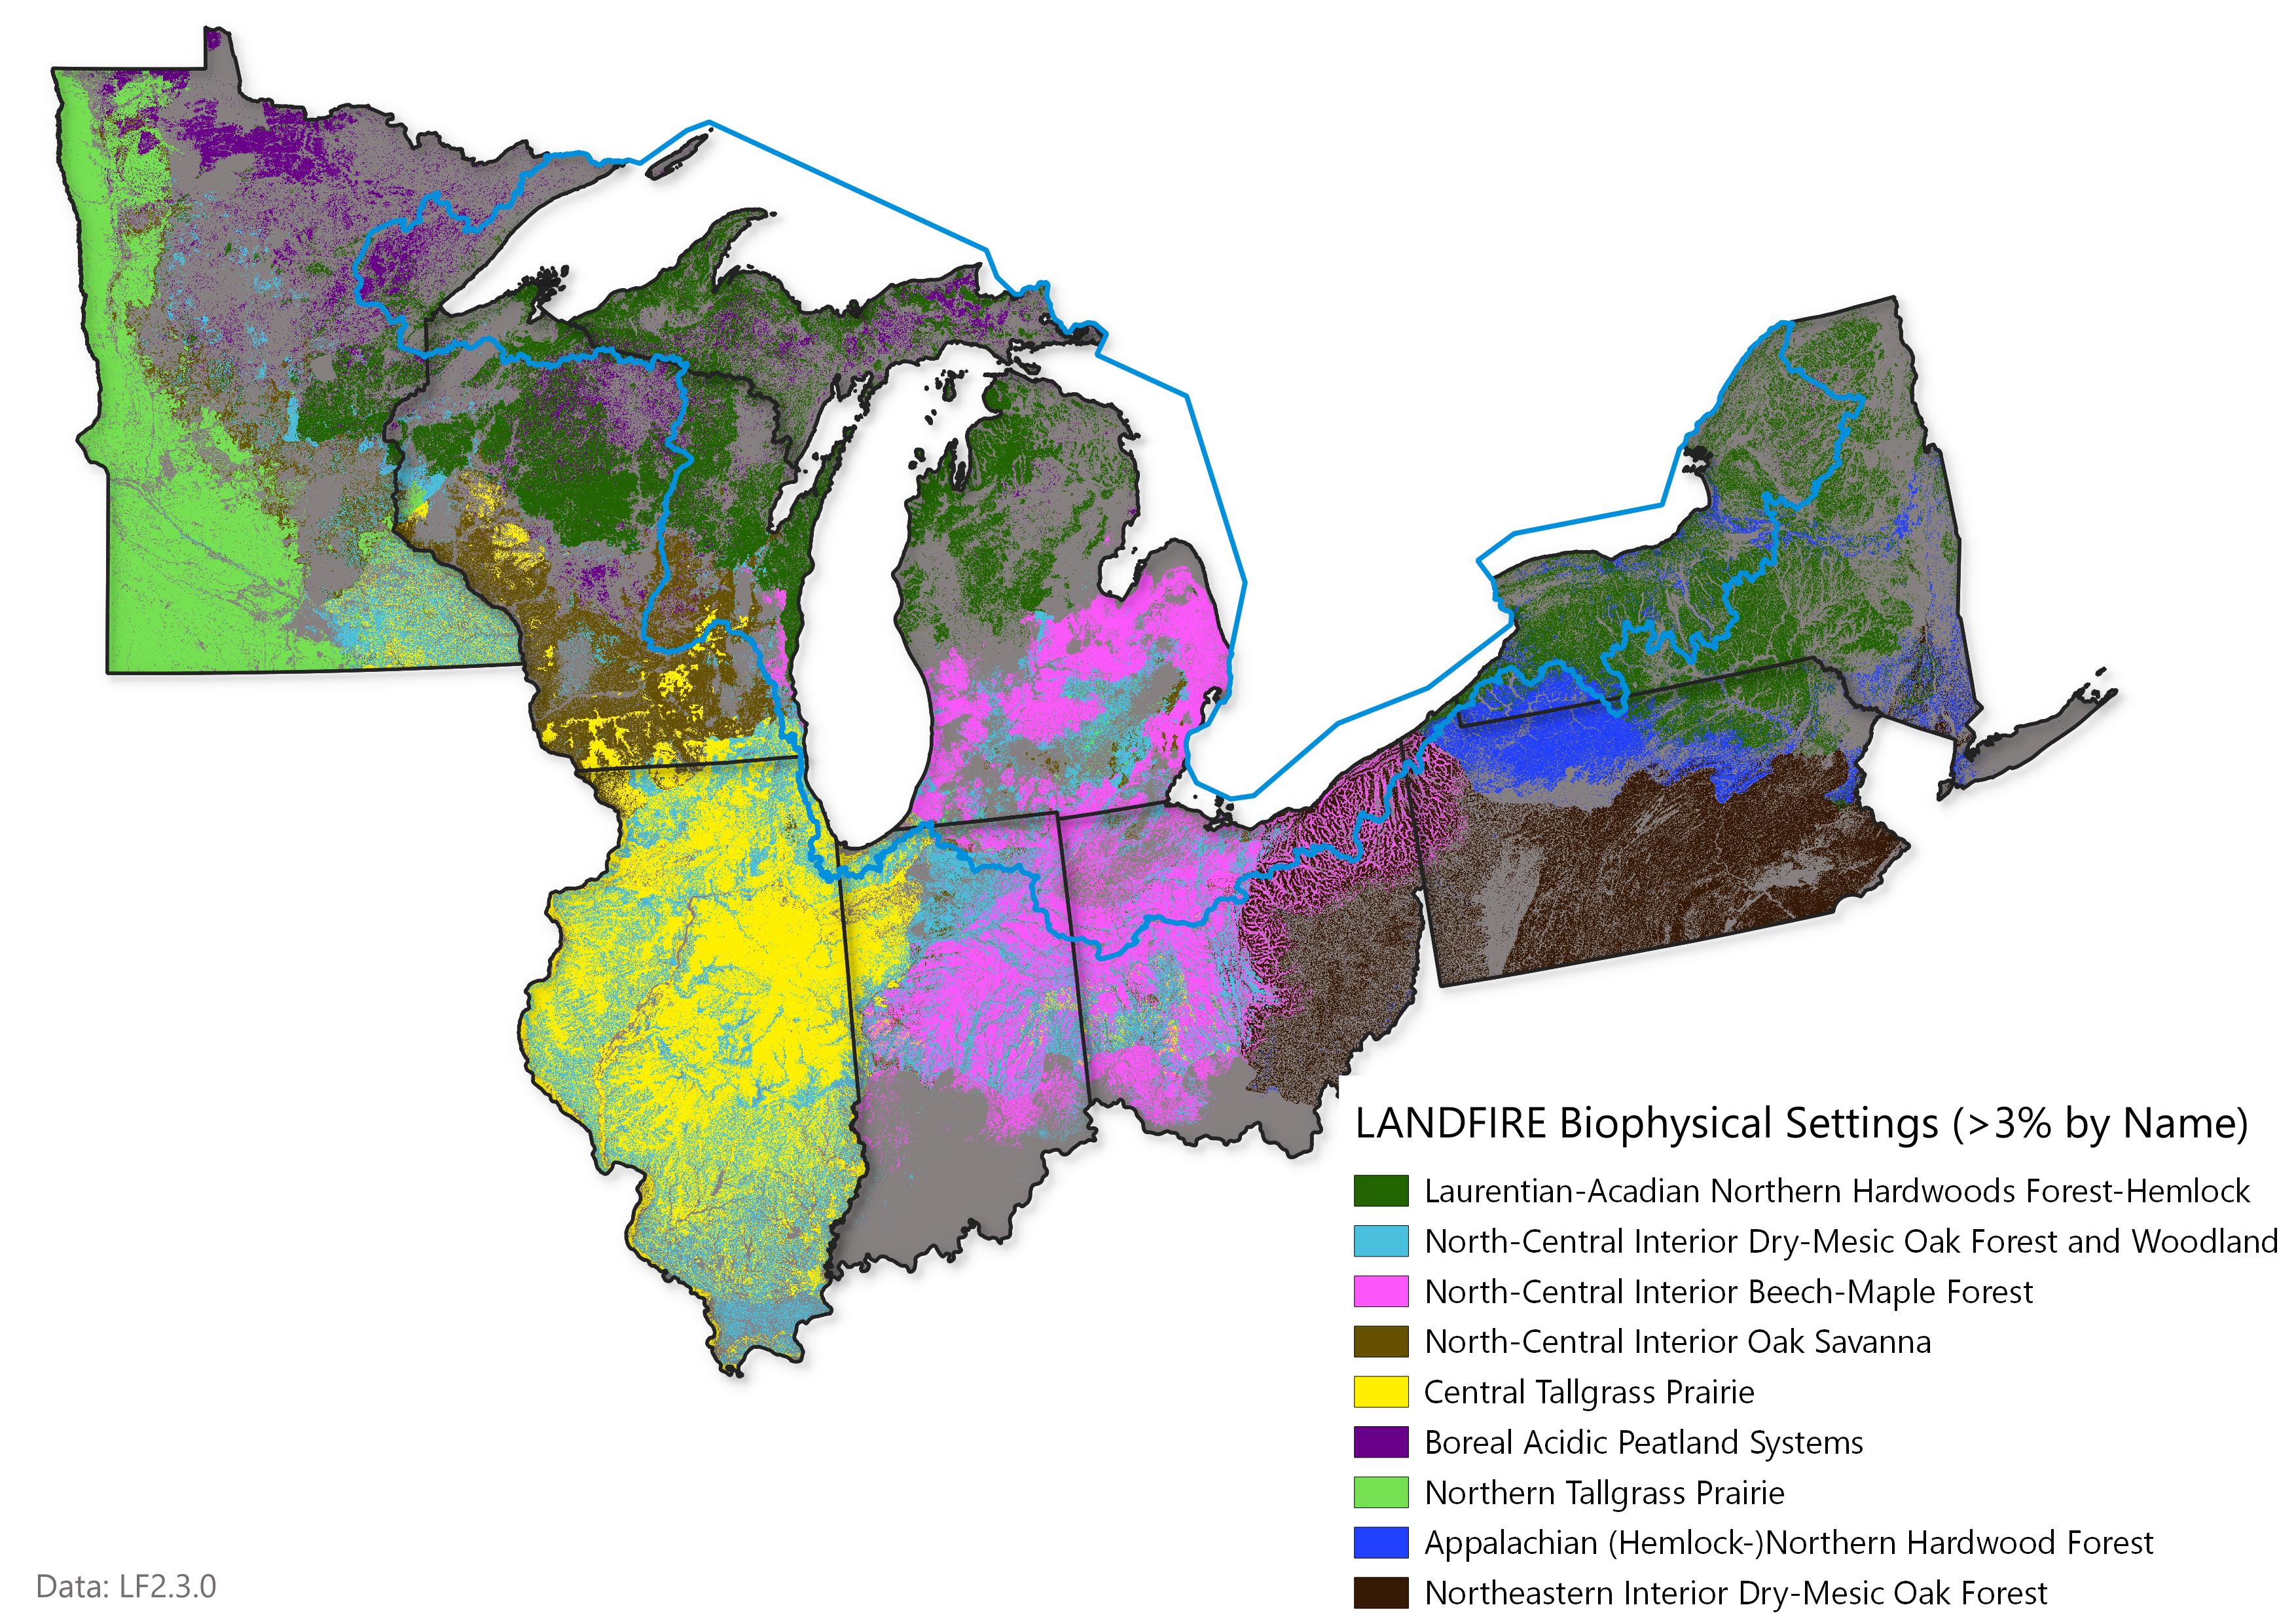 LANDFIRE Biophysical Settings (>3% by Name)
Laurentian-Acadian Northern Hardwoods Forest-Hemlock
North-Central Interior Dry-Mesic Oak Forest and Woodland
North-Central Interior Beech-Maple Forest
North-Central Interior Oak Savanna
Central Tallgrass Prairie
Boreal Acidic Peatland Systems
Northern Tallgrass Prairie
Appalachian (Hemlock-)Northern Hardwood Forest
Northeastern Interior Dry-Mesic Oak Forest
Data: LF2.3.0